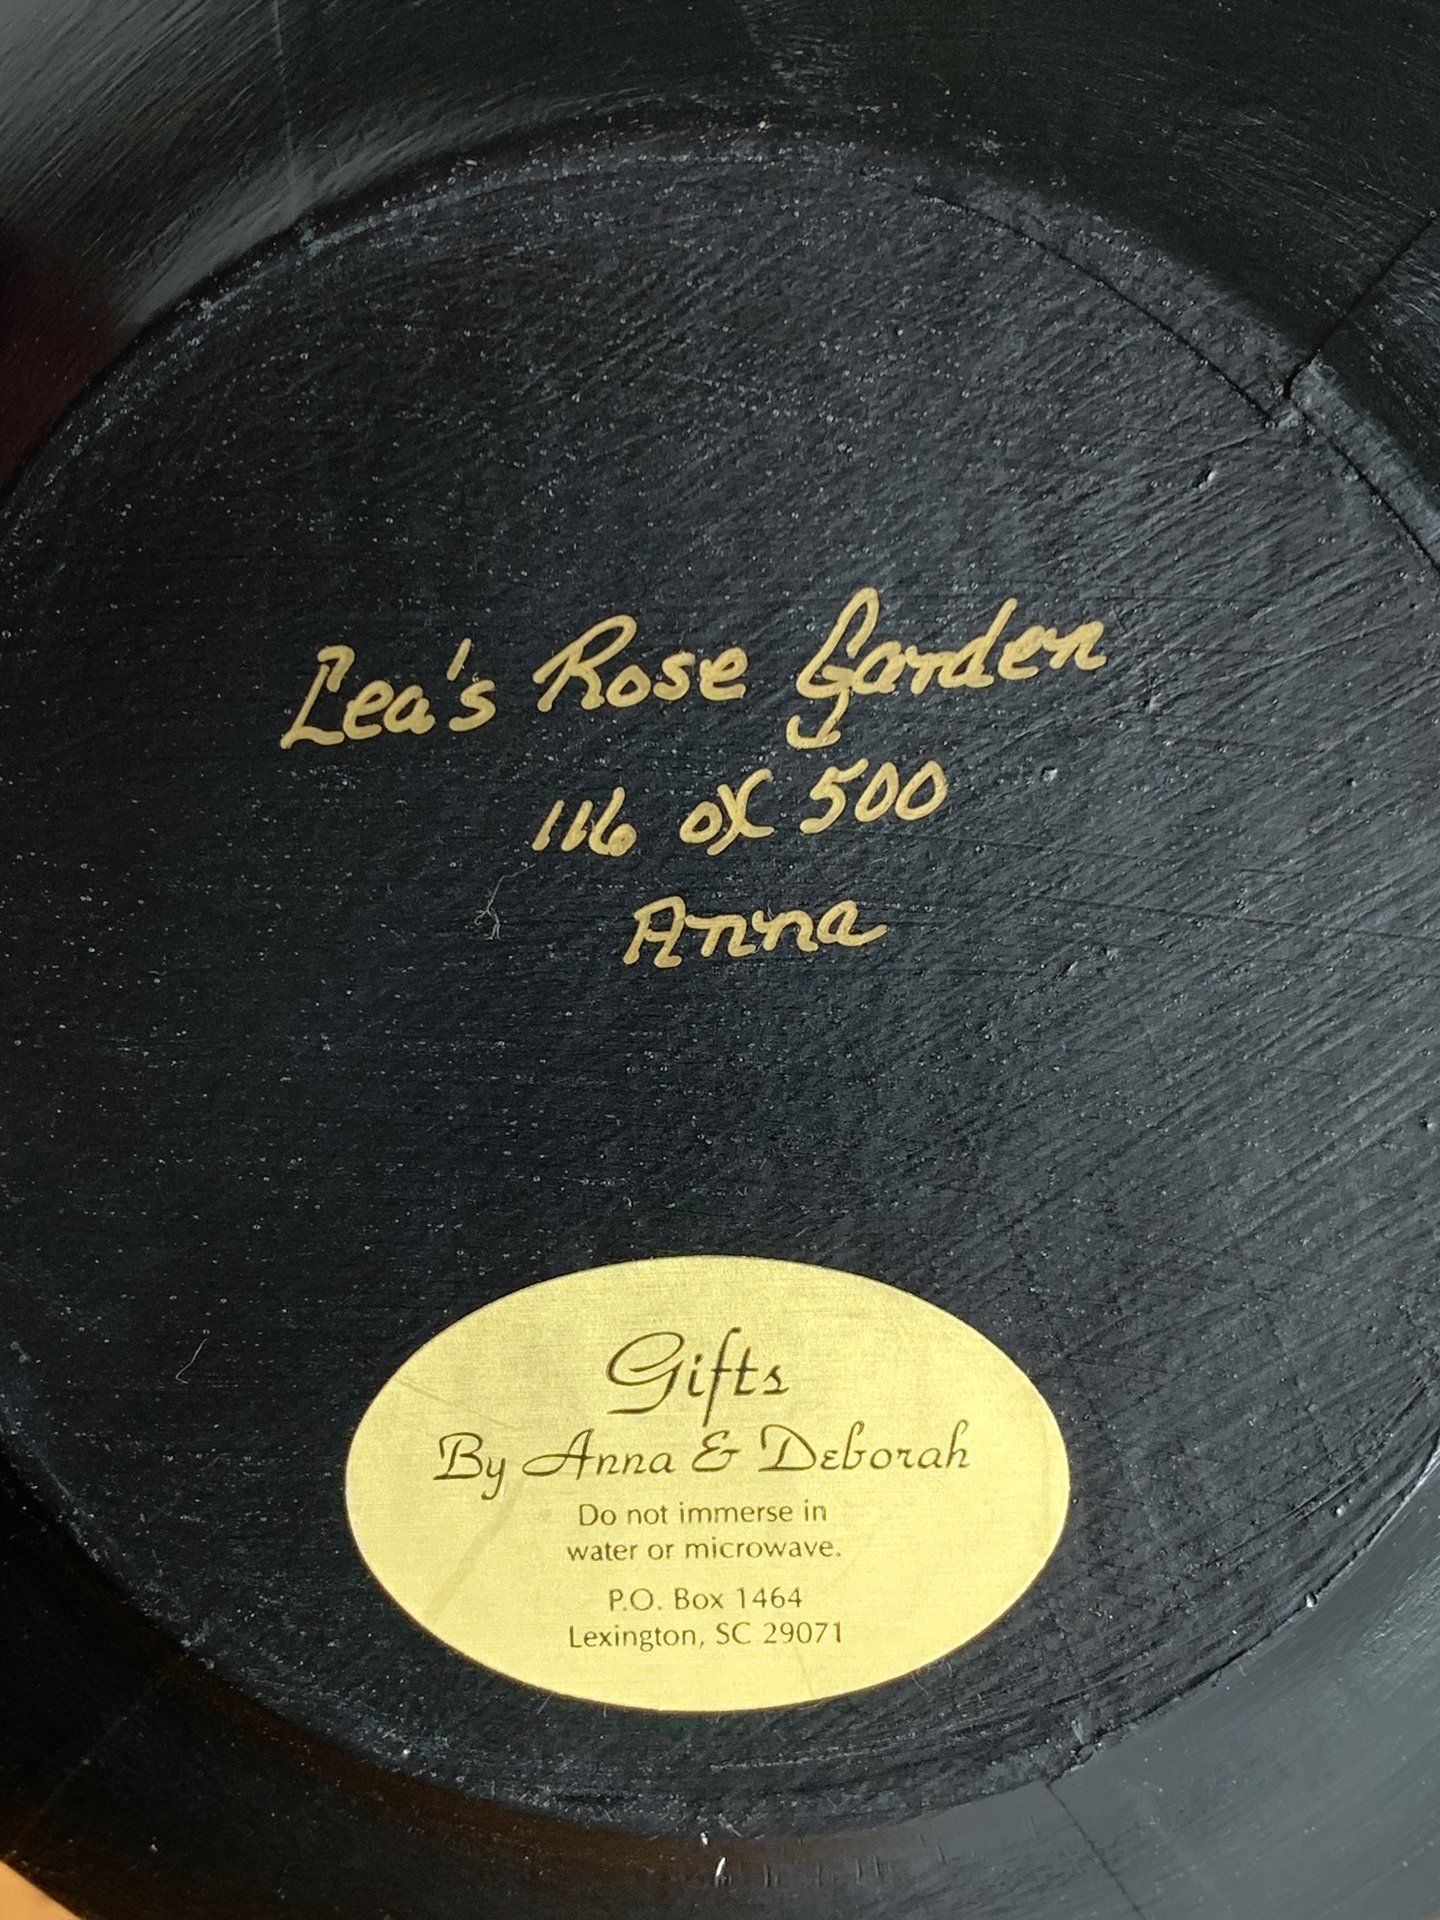 Lea's Rose Garden
116 of 500
Anna
Gifts
By Anna & Deborah
Do not immerse in
water or microwave.
P.O. Box 1464
Lexington, SC 29071